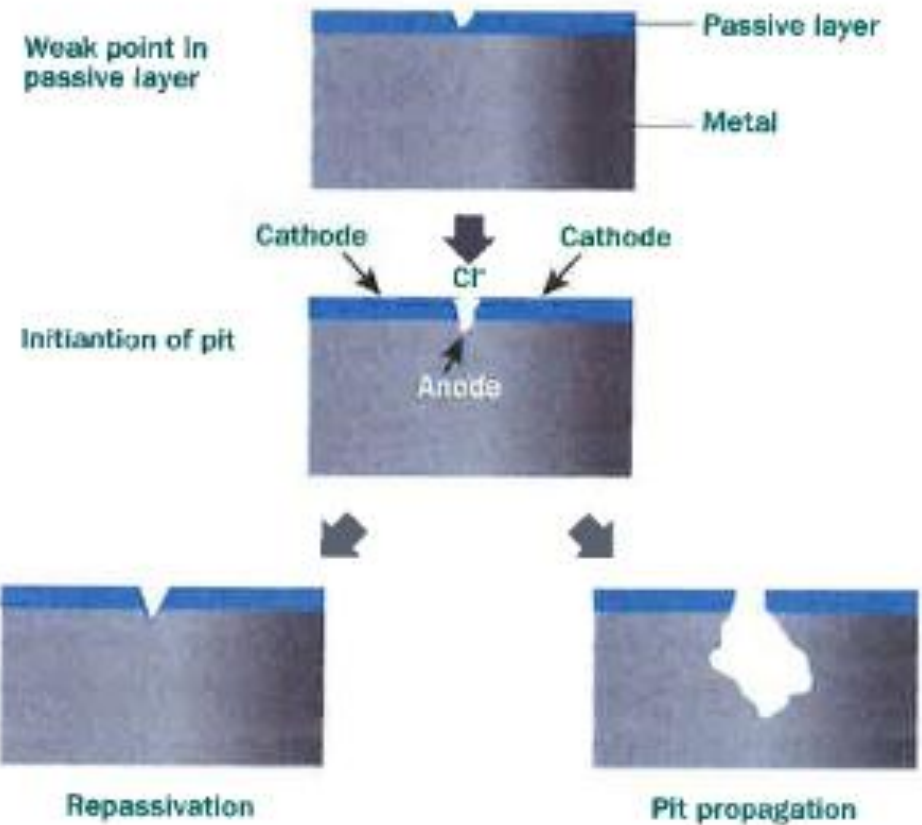 Weak point in
passive layer
Passive layer
Metal
Cathode
Cathode
Cl-
Initiantion of pit
Anode
Repassivation
Pit propagation